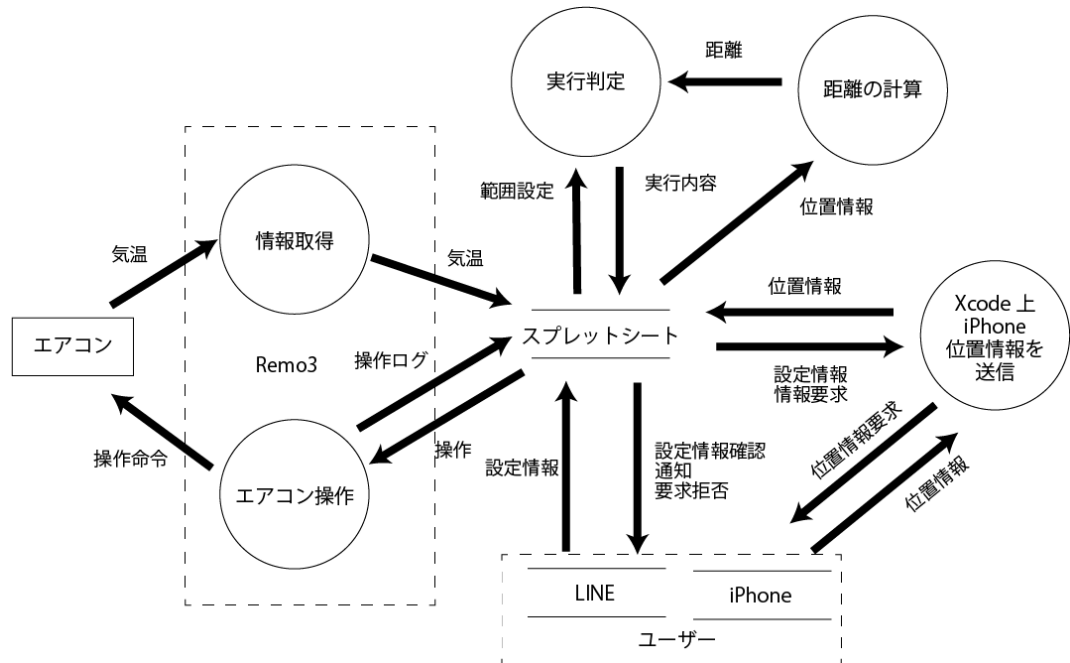 距離
実行判定
距離の計算
範囲設定
実行内容
位置情報
情報取得
気温
気温
位置情報
Xcode 上
iPhone
位置情報を
送信
エアコン
スプレットシート
Remo3
操作ログ
設定情報
情報要求
操作命令
操作
エアコン操作
設定情報
設定情報確認
通知
要求拒否
位置情報要求
位置情報
LINE
iPhone
ユーザー